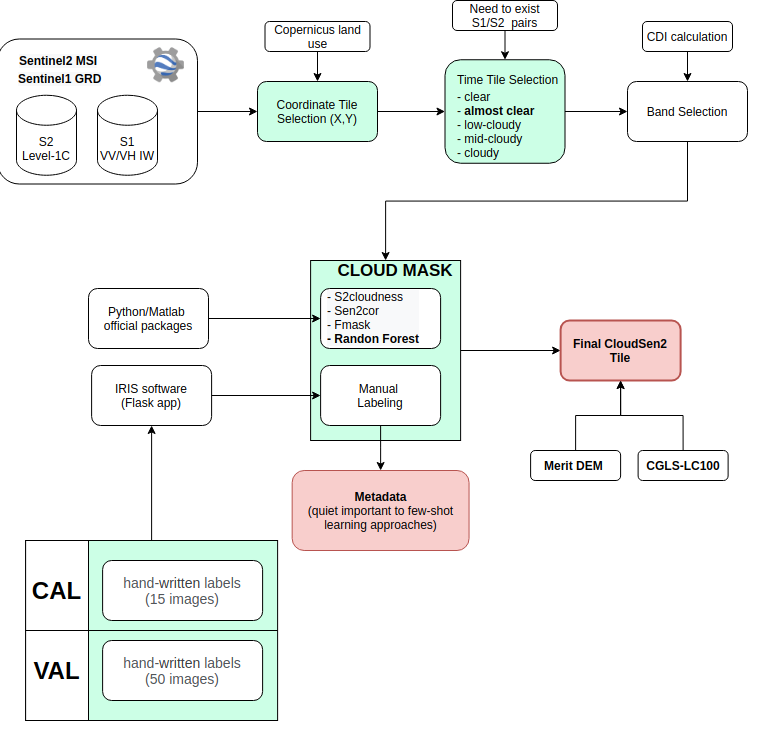 Need to exist
S1/S2  pairs
Copernicus land
use
CDI calculation
Sentinel2 MSI
Sentinel1 GRD
S2
Level-1C
S1
VV/VH IW
Coordinate Tile
Selection (X,Y)
Time Tile Selection
- clear
- almost clear
- low-cloudy
- mid-cloudy
- cloudy
Band Selection
CLOUD MASK
- S2cloudness
- Sen2cor
- Fmask
- Randon Forest
Python/Matlab
official packages
IRIS software
(Flask app)
Manual
Labeling
Final CloudSen2
Tile
Merit DEM
CGLS-LC100
Metadata
(quiet important to few-shot
learning approaches)
CAL
hand-written labels
(15 images)
VAL
hand-written labels
(50 images)